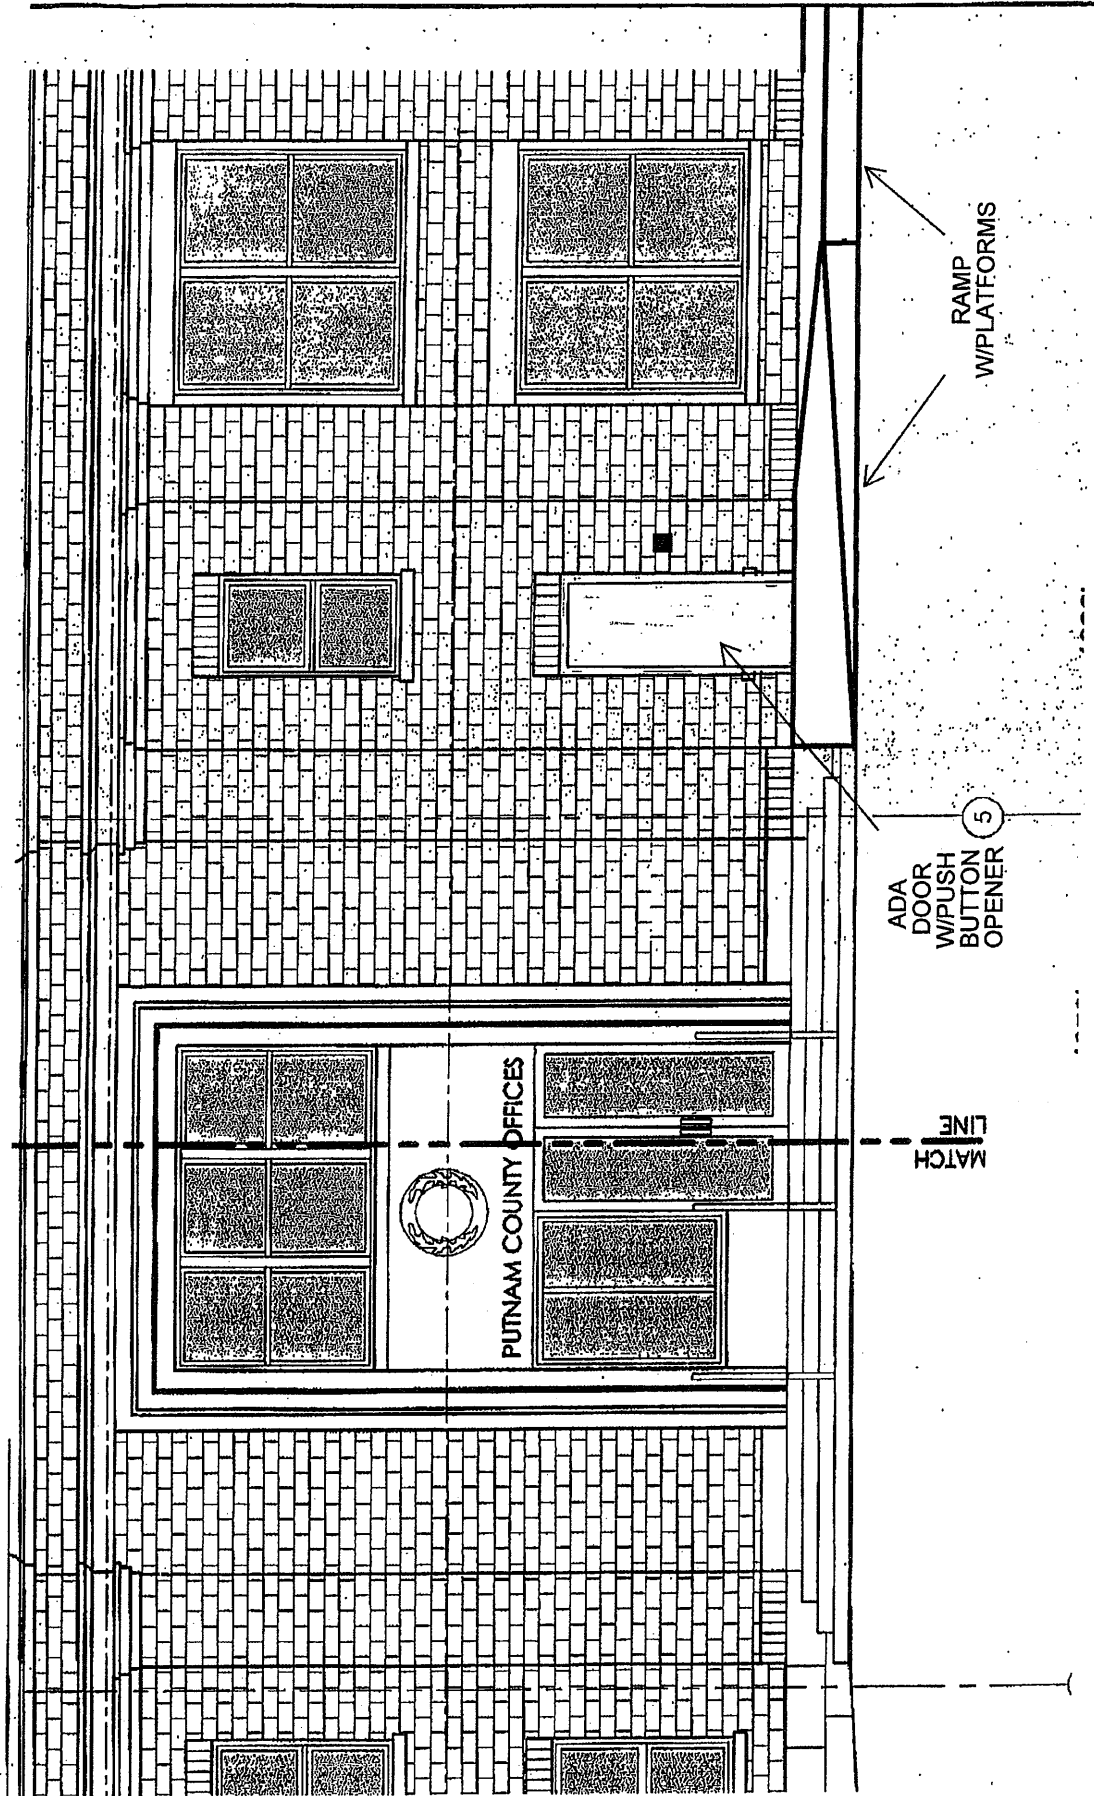 PUTNAM COUNTY OFFICES
MATCH
LINE
ADA
DOOR
W/PUSH
BUTTON
OPENER
5
RAMP
W/PLATFORMS